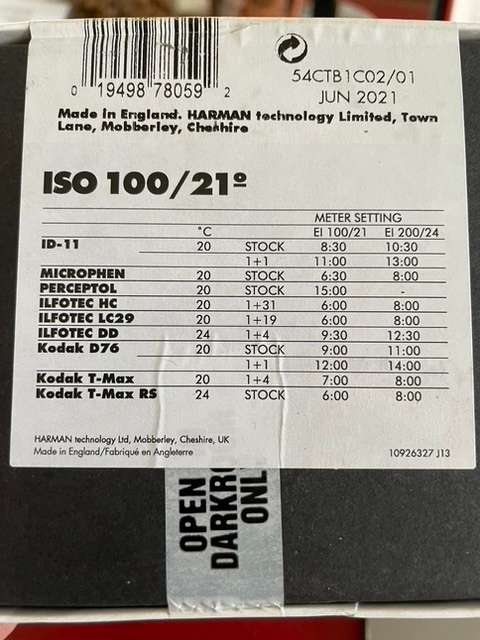 0 19498 78059 2
54CTB1C02/01
JUN 2021
Made in England. HARMAN technology Limited, Town
Lane, Mobberley, Cheshire
ISO 100/21º
METER SETTING
°C EI 100/21 EI 200/24
ID-11 20 STOCK 8:30 10:30
1+1 11:00 13:00
MICROPHEN 20 STOCK 6:30 8:00
PERCEPTOL 20 STOCK 15:00 -
ILFOTEC HC 20 1+31 6:00 8:00
ILFOTEC LC29 20 1+19 6:00 8:00
ILFOTEC DD 24 1+4 9:30 12:30
Kodak D76 20 STOCK 9:00 11:00
1+1 12:00 14:00
Kodak T-Max 20 1+4 7:00 8:00
Kodak T-Max RS 24 STOCK 6:00 8:00
HARMAN technology Ltd, Mobberley, Cheshire, UK
Made in England/Fabriqué en Angleterre
10926327 J13
OPEN
DARKRO
ONL